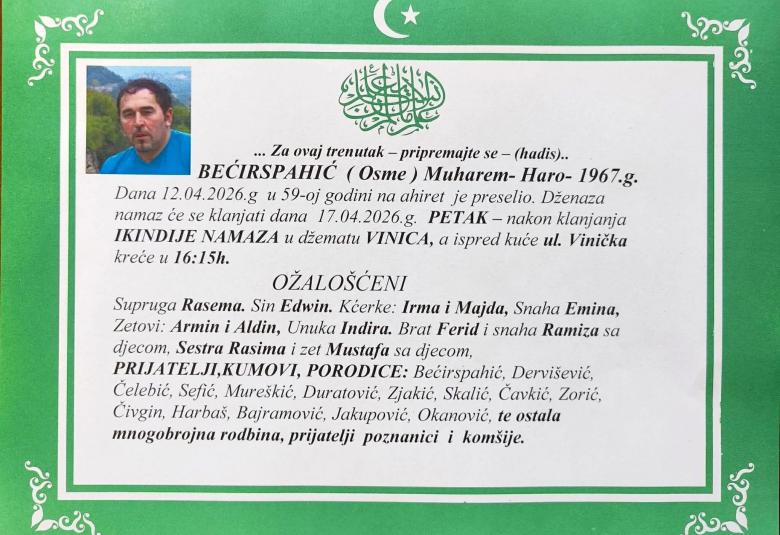 ... Za ovaj trenutak – pripremajte se – (hadis)..
BEĆIRSPAHIĆ ( Osme ) Muharem- Haro- 1967.g.
Dana 12.04.2026.g u 59-oj godini na ahiret je preselio. Dženaza
namaz će se klanjati dana 17.04.2026.g. PETAK – nakon klanjanja
IKINDIJE NAMAZA u džematu VINICA, a ispred kuće ul. Vinička
kreće u 16:15h.
OŽALOŠĆENI
Supruga Rasema. Sin Edwin. Kćerke: Irma i Majda, Snaha Emina,
Zetovi: Armin i Aldin, Unuka Indira. Brat Ferid i snaha Ramiza sa
djecom, Sestra Rasima i zet Mustafa sa djecom,
PRIJATELJI,KUMOVI, PORODICE: Bećirspahić, Dervišević,
Čelebić, Sefić, Mureškić, Duratović, Zjakić, Skalić, Čavkić, Zorić,
Čivgin, Harbaš, Bajramović, Jakupović, Okanović, te ostala
mnogobrojna rodbina, prijatelji poznanici i komšije.